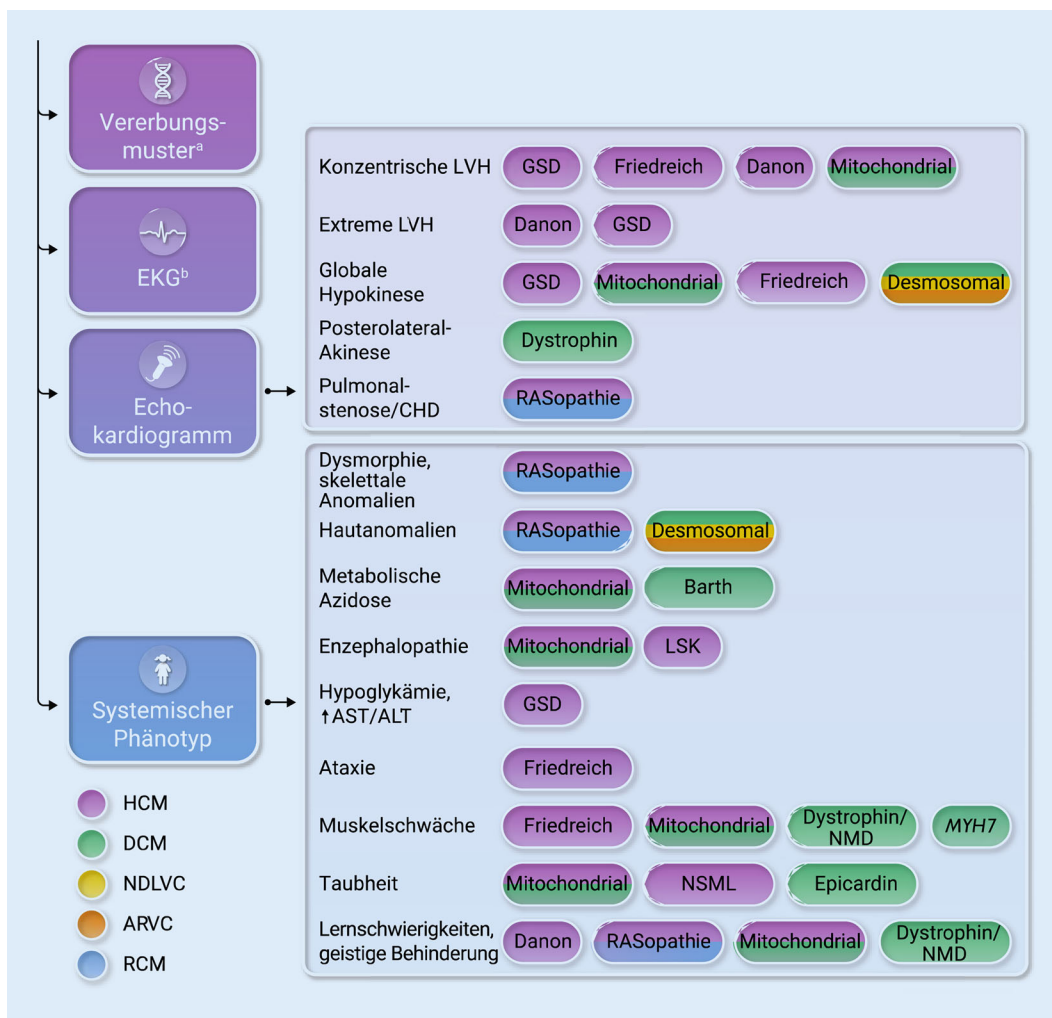 Vererbungs-
musterᵃ
EKGᵇ
Echo-
kardiogramm
Konzentrische LVH GSD Friedreich Danon Mitochondrial
Extreme LVH Danon GSD
Globale
Hypokinese GSD Mitochondrial Friedreich Desmosomal
Posterolateral-
Akinese Dystrophin
Pulmonal-
stenose/CHD RASopathie
Dysmorphie,
skelettale
Anomalien RASopathie
Hautanomalien RASopathie Desmosomal
Metabolische
Azidose Mitochondrial Barth
Enzephalopathie Mitochondrial LSK
Systemischer
Phänotyp
Hypoglykämie,
↑AST/ALT GSD
Ataxie Friedreich
Muskelschwäche Friedreich Mitochondrial Dystrophin/
NMD MYH7
Taubheit Mitochondrial NSML Epicardin
Lernschwierigkeiten,
geistige Behinderung Danon RASopathie Mitochondrial Dystrophin/
NMD
HCM
DCM
NDLVC
ARVC
RCM